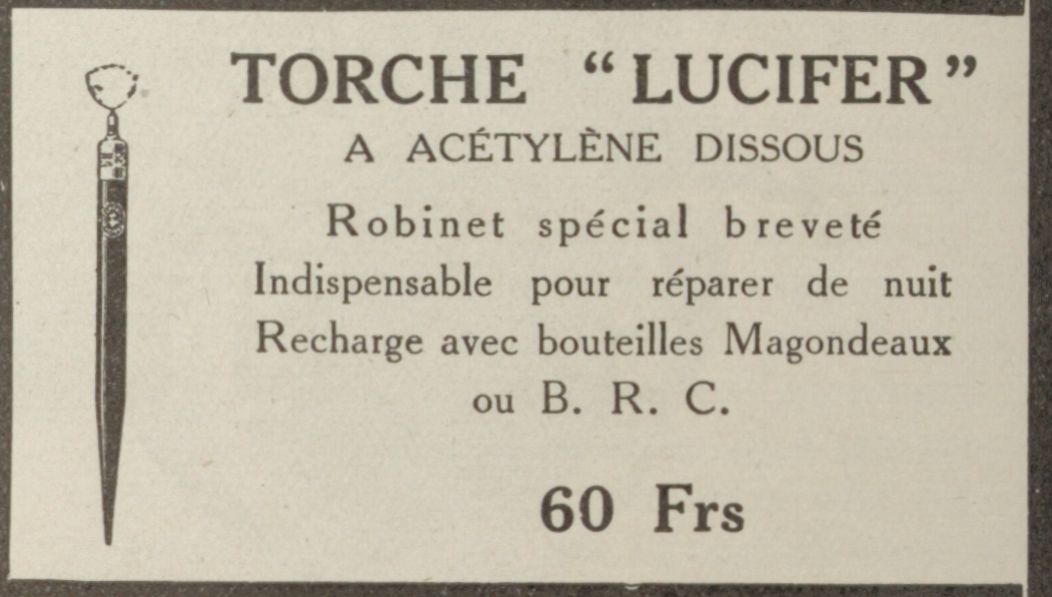 TORCHE “LUCIFER”
A ACÉTYLÈNE DISSOUS
Robinet spécial breveté
Indispensable pour réparer de nuit
Recharge avec bouteilles Magondeaux
ou B. R. C.
60 Frs